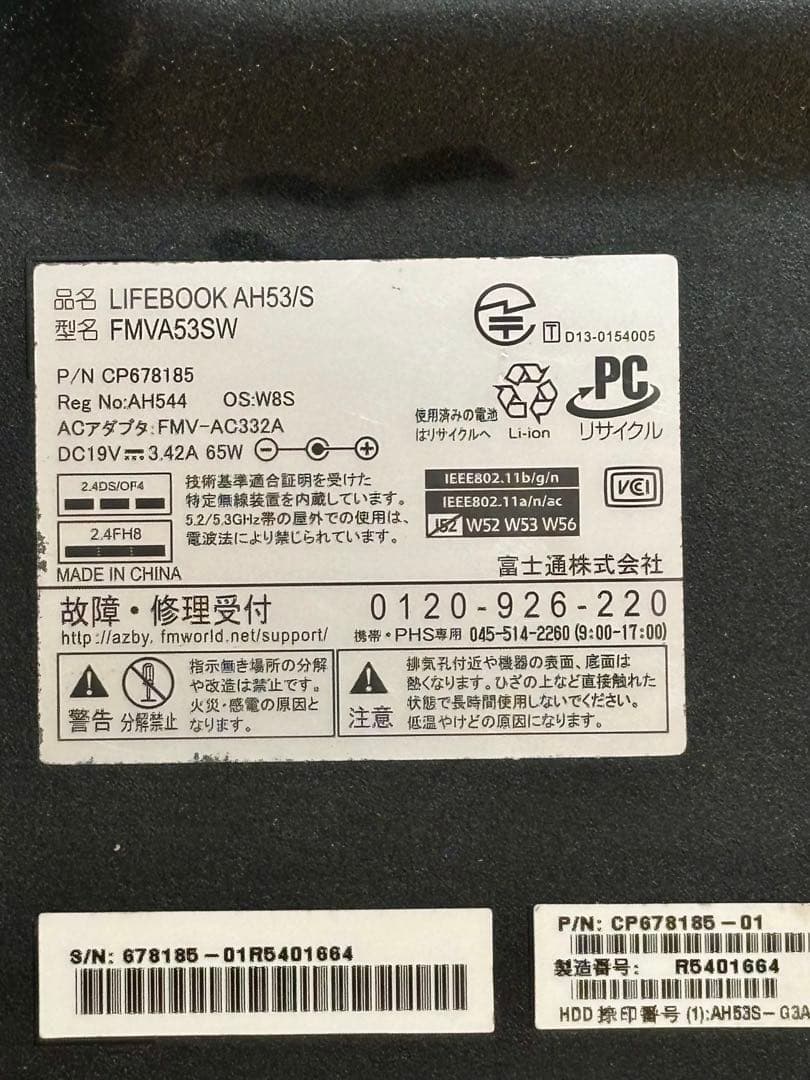 品名 LIFEBOOK AH53/S
型名 FMVA53SW
T D13-0154005
P/N CP678185
Reg No:AH544 OS:W8S
ACアダプタ:FMV-AC332A
DC19V 3.42A 65W
使用済みの電池
はリサイクルへ
Li-ion
PC
リサイクル
2.4DS/OF4
2.4FH8
技術基準適合証明を受けた
特定無線装置を内蔵しています。
5.2/5.3GHz帯の屋外での使用は、
電波法により禁じられています。
IEEE802.11b/g/n
IEEE802.11a/n/ac
J52 W52 W53 W56
VCI
MADE IN CHINA
富士通株式会社
故障・修理受付 0120-926-220
http://azby.fmworld.net/support/ 携帯・PHS専用 045-514-2260 (9:00-17:00)
警告
分解禁止
指示無き場所の分解
や改造は禁止です。
火災・感電の原因と
なります。
注意
排気孔付近や機器の表面、底面は
熱くなります。ひざの上など直接触れた
状態で長時間使用しないでください。
低温やけどの原因になります。
S/N: 678185-01R5401664
P/N: CP678185-01
製造番号: R5401664
HDD 捺印番号 (1):AH53S-G3A